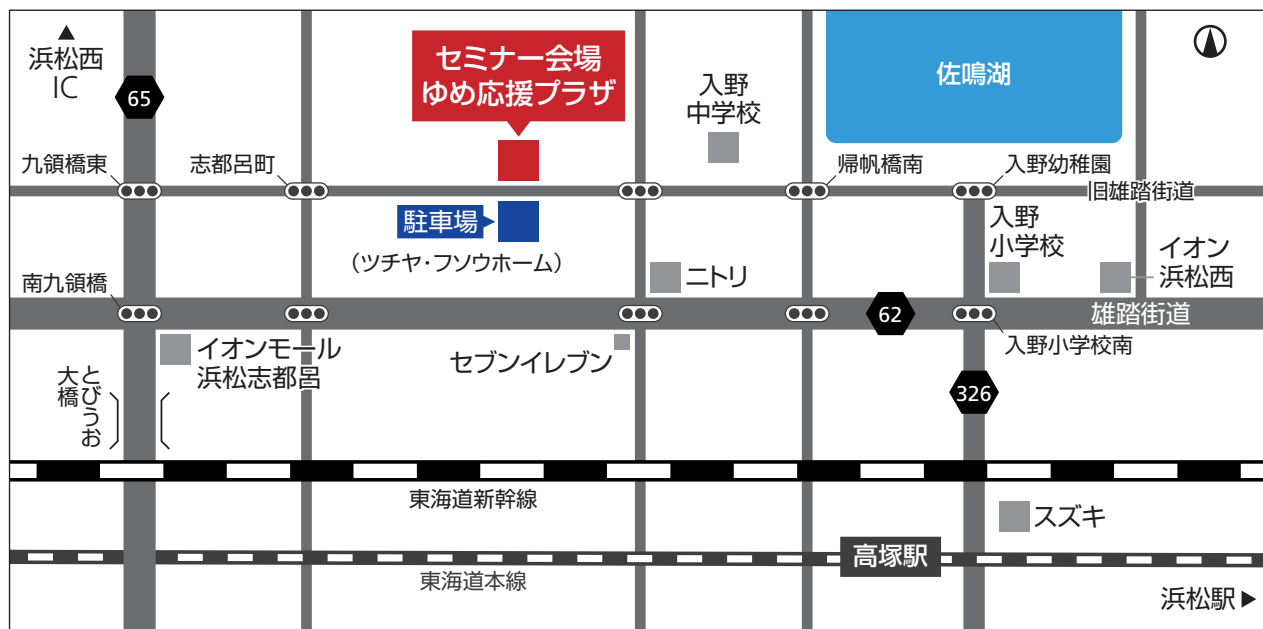 ▲
浜松西
IC
65
セミナー会場
ゆめ応援プラザ
入野
中学校
佐鳴湖
九領橋東
志都呂町
帰帆橋南
入野幼稚園
旧雄踏街道
駐車場
(ツチヤ・フソウホーム)
入野
小学校
イオン
浜松西
ニトリ
南九領橋
62
雄踏街道
イオンモール
浜松志都呂
セブンイレブン
入野小学校南
とびうお
大橋
326
東海道新幹線
スズキ
東海道本線
高塚駅
浜松駅▶